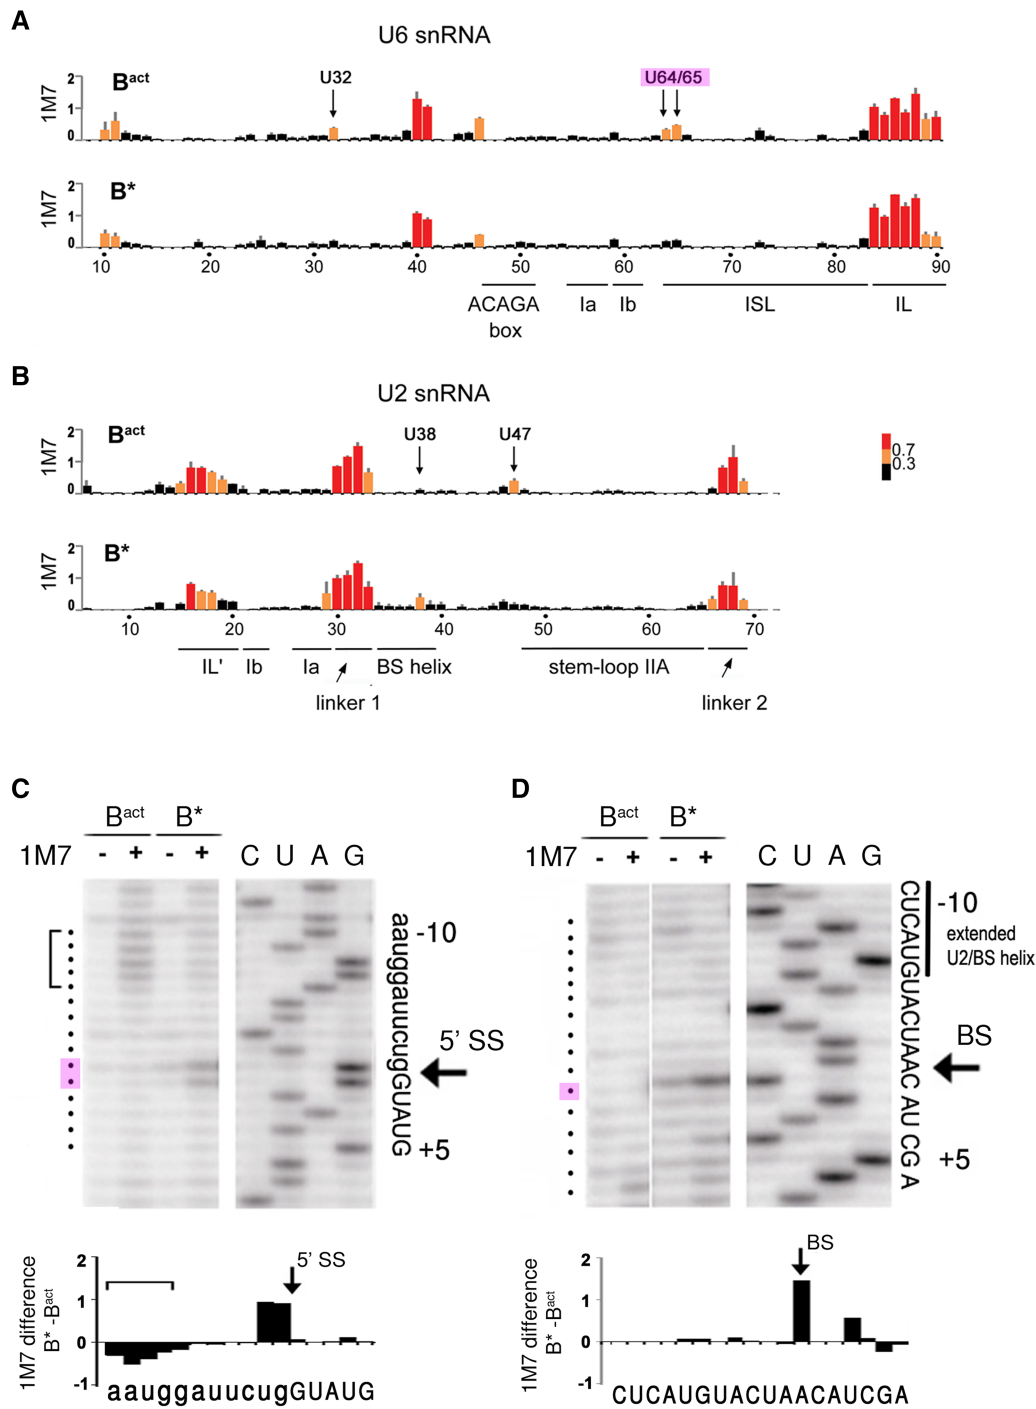 A
U6 snRNA
Bact
U32
U64/65
1M7
2
1
0
B*
1M7
2
1
0
10 20 30 40 50 60 70 80 90
ACAGA box
Ia
Ib
ISL
IL
B
U2 snRNA
Bact
U38
U47
1M7
2
1
0
0.7
0.3
B*
1M7
2
1
0
10 20 30 40 50 60 70
IL' Ib Ia BS helix stem-loop IIA
linker 1
linker 2
C
Bact B*
1M7 - + - + C U A G
aauggauucugGUAUG
-10
5' SS
+5
2
1
0
-1
1M7 difference
B* -Bact
5' SS
aauggauucugGUAUG
D
Bact B*
1M7 - + - + C U A G
CUCAUGUACUAAC AU CG A
-10
extended
U2/BS helix
BS
+5
2
1
0
-1
1M7 difference
B* -Bact
BS
CUCAUGUACUAACAUCGA